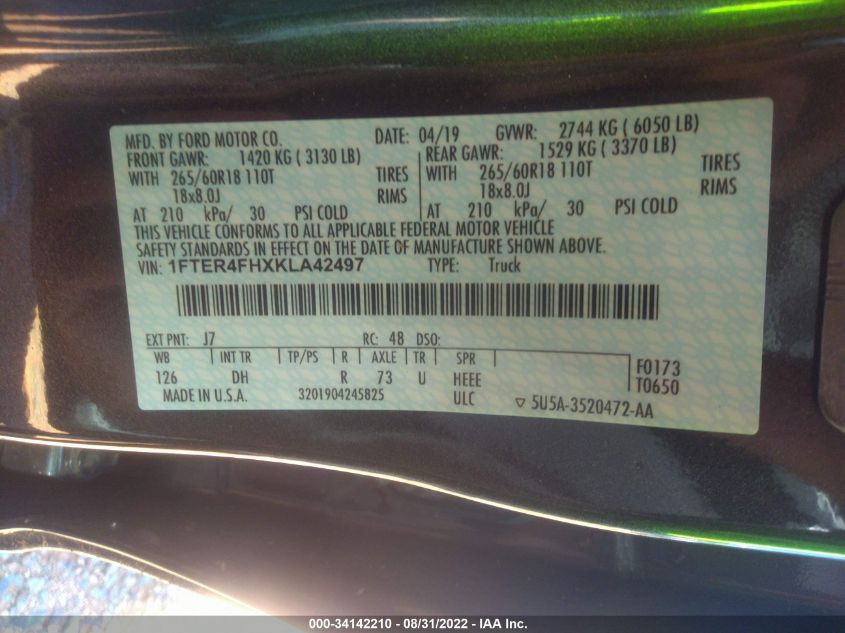 MFD. BY FORD MOTOR CO. DATE: 04/19 GVWR: 2744 KG ( 6050 LB)
FRONT GAWR: 1420 KG ( 3130 LB) REAR GAWR: 1529 KG ( 3370 LB)
WITH 265/60R18 110T TIRES WITH 265/60R18 110T TIRES
18x8.0J RIMS 18x8.0J RIMS
AT 210 kPa/ 30 PSI COLD AT 210 kPa/ 30 PSI COLD
THIS VEHICLE CONFORMS TO ALL APPLICABLE FEDERAL MOTOR VEHICLE
SAFETY STANDARDS IN EFFECT ON THE DATE OF MANUFACTURE SHOWN ABOVE.
VIN: 1FTER4FHXKLA42497 TYPE: Truck
EXT PNT: J7 RC: 48 DSO:
WB INT TR TP/PS R AXLE TR SPR F0173
126 DH R 73 U HEEE T0650
MADE IN U.S.A. 3201904245825 ULC ▽ 5U5A-3520472-AA
000-34142210 - 08/31/2022 - IAA Inc.